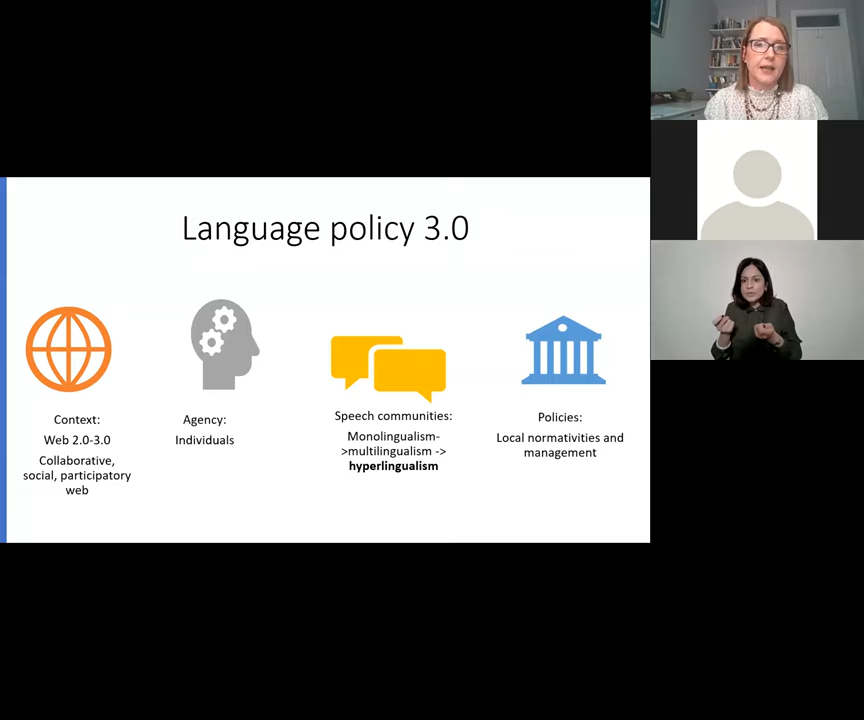 Language policy 3.0
Context:
Web 2.0-3.0
Collaborative,
social, participatory
web
Agency:
Individuals
Speech communities:
Monolingualism-
>multilingualism ->
hyperlingualism
Policies:
Local normativities and
management